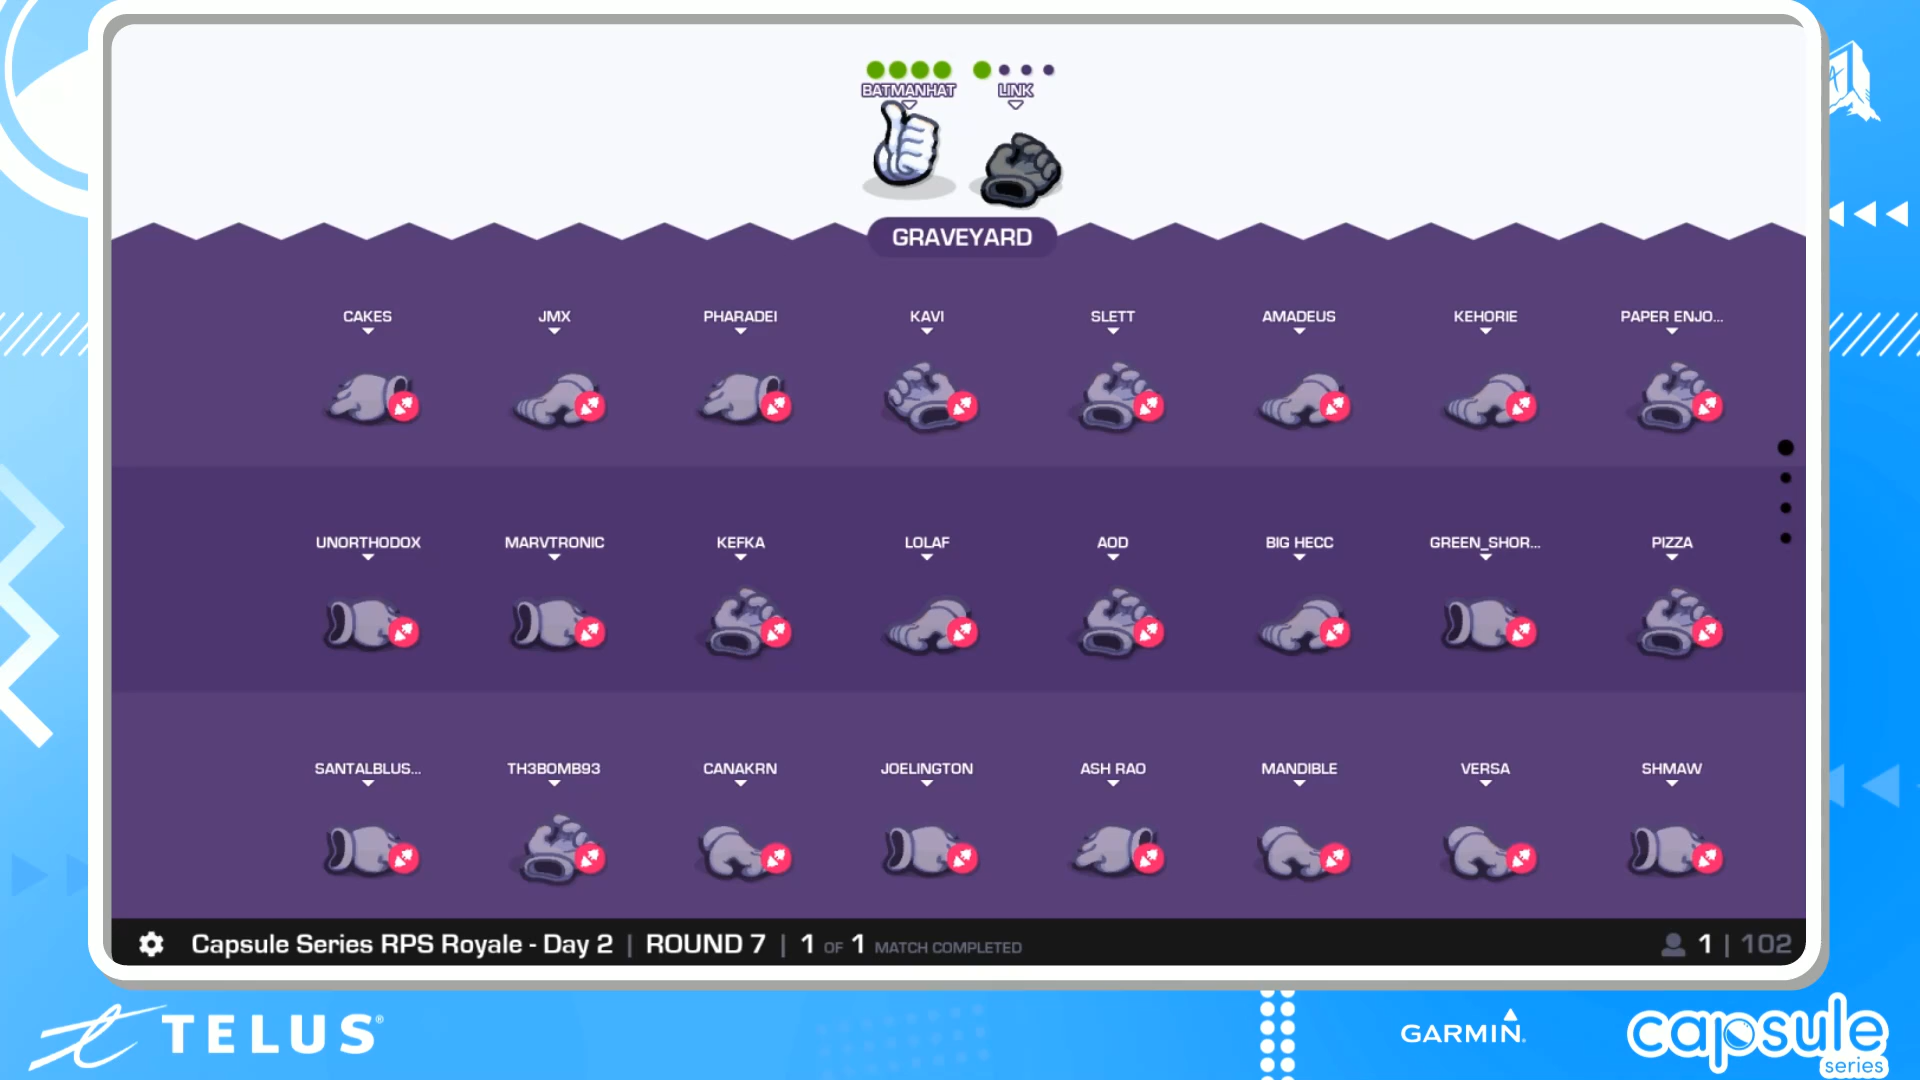 BATMANHAT LINK
GRAVEYARD
CAKES JMX PHARADEI KAVI SLETT AMADEUS KEHORIE PAPER ENJO...
UNORTHODOX MARVTRONIC KEFKA LOLAF AOD BIG HECC GREEN_SHOR... PIZZA
SANTALBLUS... TH3BOMB93 CANAKRN JOELINGTON ASH RAO MANDIBLE VERSA SHMAW
Capsule Series RPS Royale - Day 2 | ROUND 7 | 1 OF 1 MATCH COMPLETED 1 | 102
TELUS®
GARMIN.
capsule
series